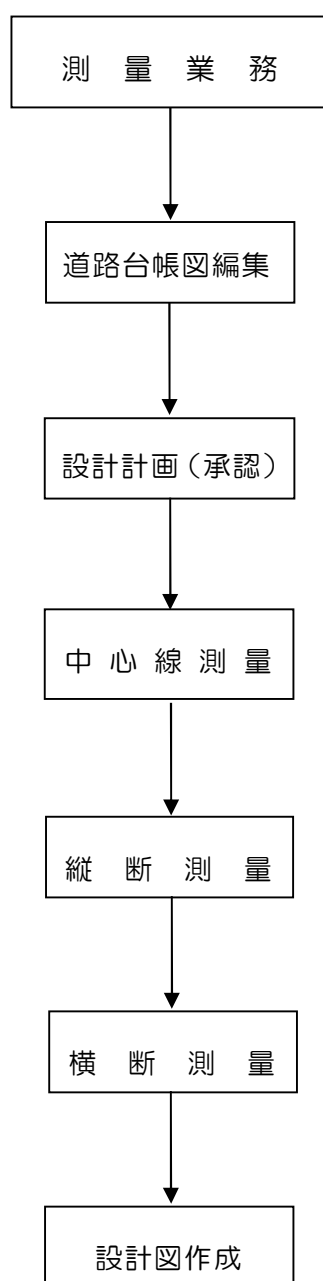 測量業務
道路台帳図編集
設計計画（承認）
中心線測量
縦断測量
横断測量
設計図作成